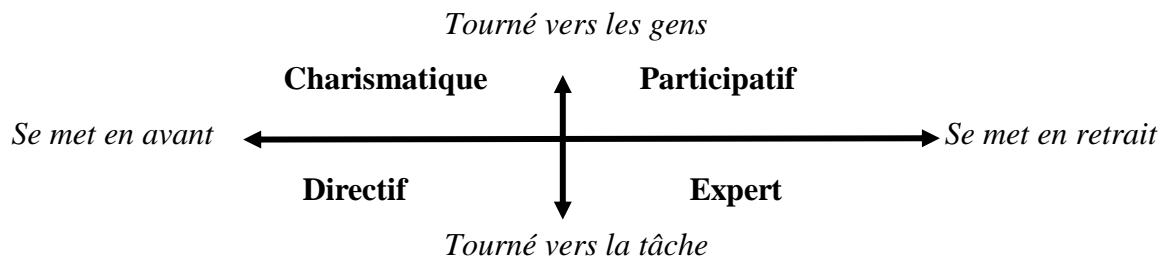 Tourné vers les gens
Charismatique Participatif
Se met en avant Se met en retrait
Directif Expert
Tourné vers la tâche